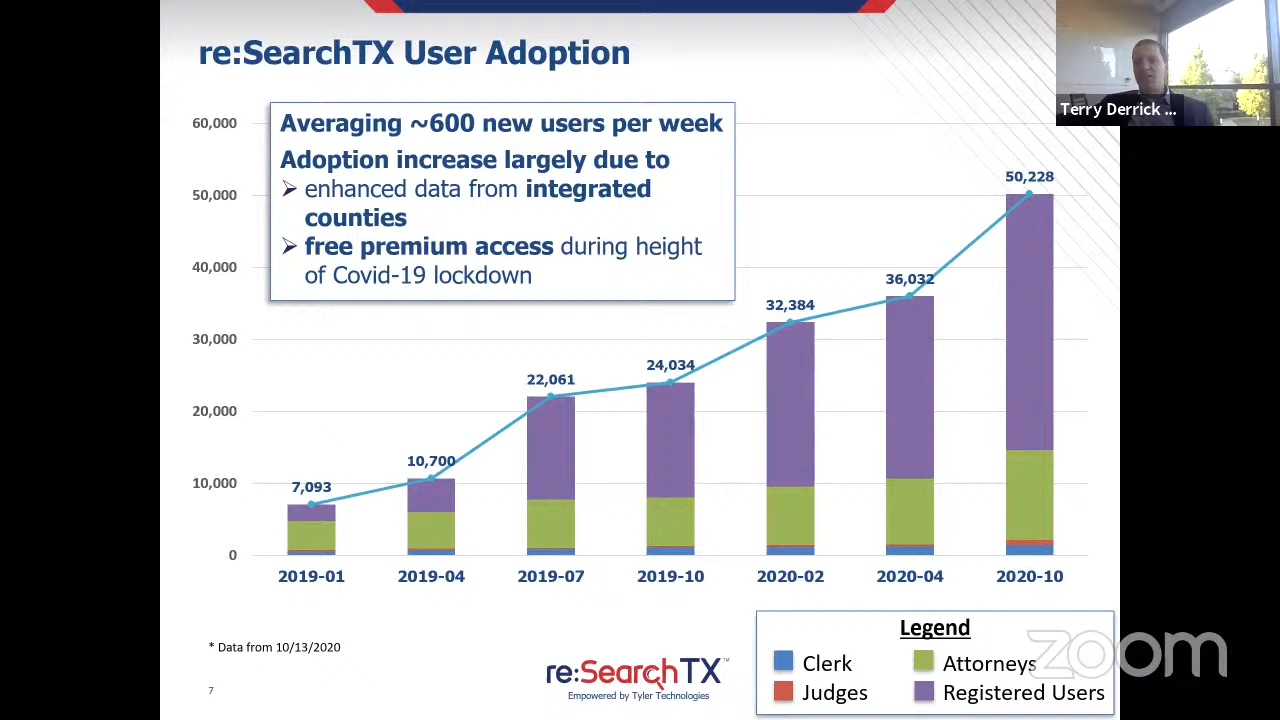 re:SearchTX User Adoption
Terry Derrick ...
Averaging ~600 new users per week
Adoption increase largely due to
➢ enhanced data from integrated
counties
➢ free premium access during height
of Covid-19 lockdown
60,000
50,000
40,000
30,000
20,000
10,000
0
7,093
10,700
22,061
24,034
32,384
36,032
50,228
2019-01 2019-04 2019-07 2019-10 2020-02 2020-04 2020-10
* Data from 10/13/2020
7
re:SearchTX™
Empowered by Tyler Technologies
Legend
Clerk Attorneys
Judges Registered Users
zoom